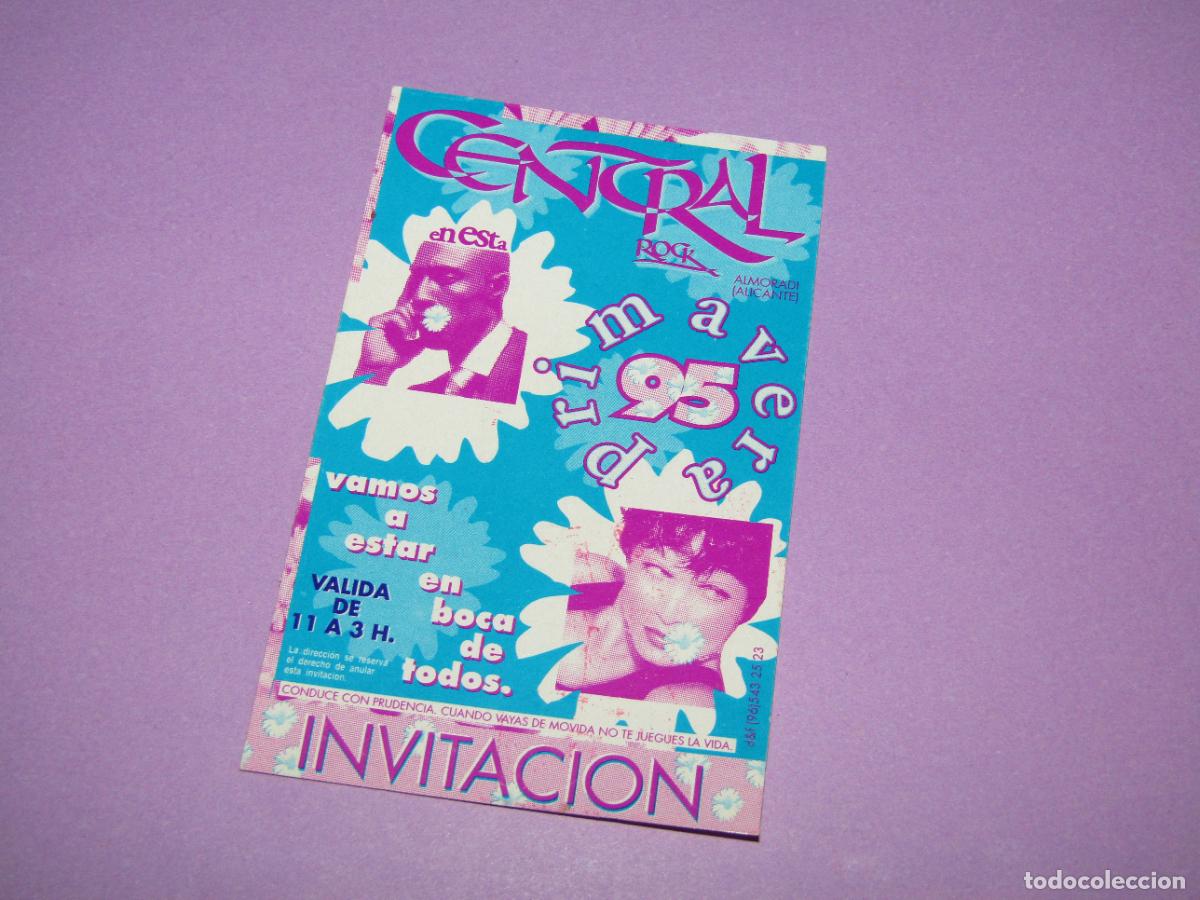 CENTRAL
ROCK
ALMORADI
(ALICANTE)
en esta
primavera
95
vamos
a
estar
en
boca
de
todos.
VALIDA
DE
11 A 3 H.
La dirección se reserva
el derecho de anular
esta invitacion.
d&f (96) 543 25 23
CONDUCE CON PRUDENCIA. CUANDO VAYAS DE MOVIDA NO TE JUEGUES LA VIDA.
INVITACION
todocoleccion